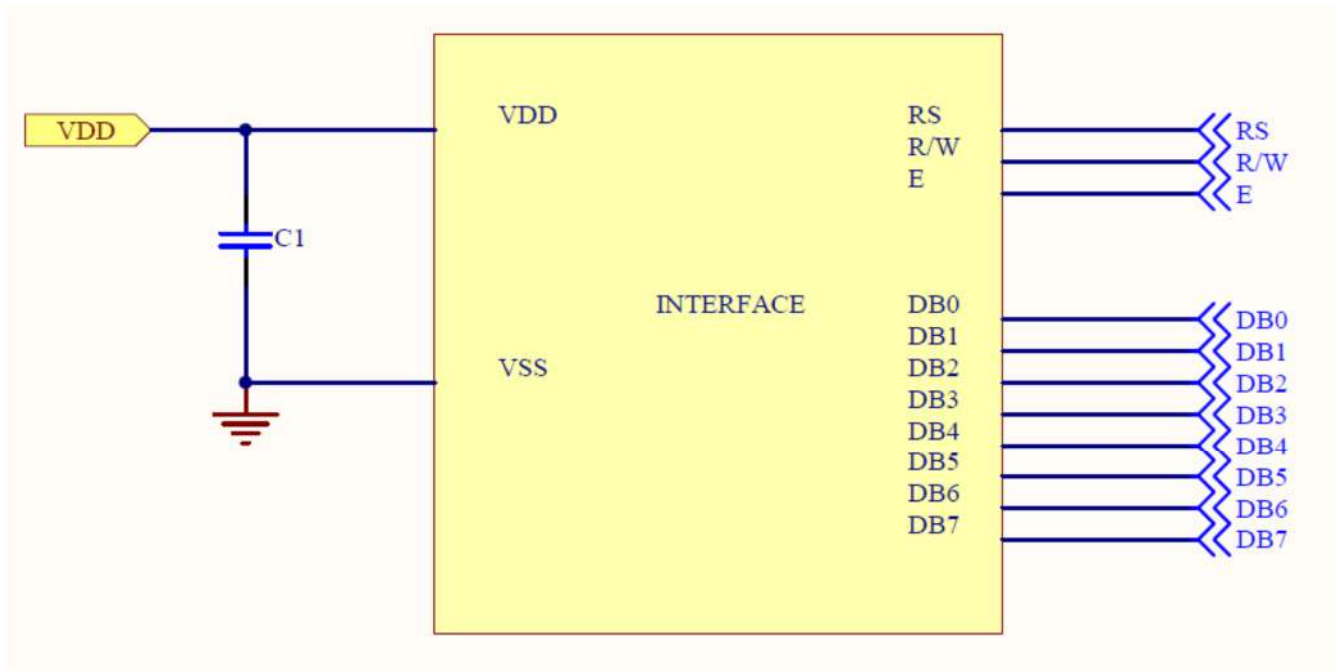 VDD
C1
VDD
VSS
INTERFACE
RS
R/W
E
DB0
DB1
DB2
DB3
DB4
DB5
DB6
DB7
RS
R/W
E
DB0
DB1
DB2
DB3
DB4
DB5
DB6
DB7